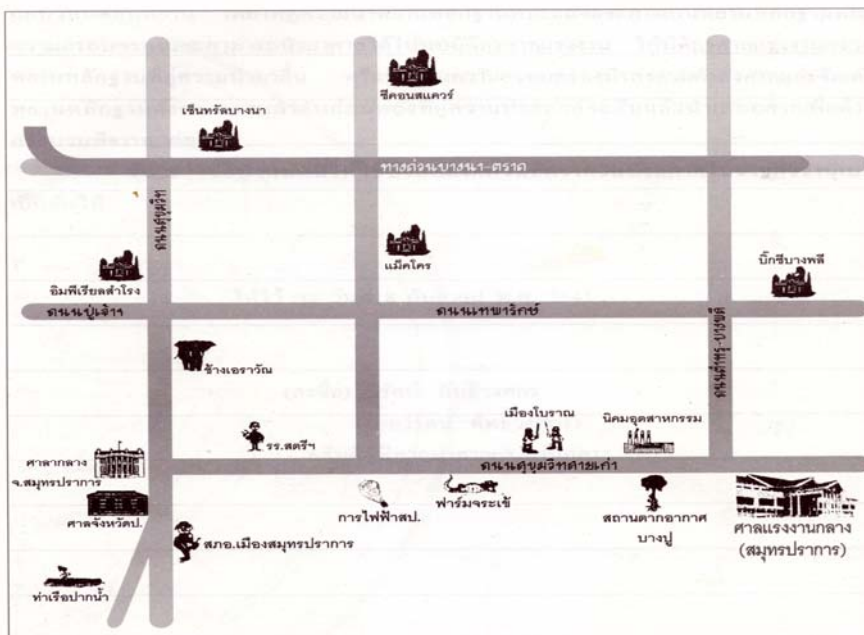 ซีคอนสแควร์
เซ็นทรัลบางนา
ทางด่วนบางนา-ตราด
ถนนสุขุมวิท
แม็คโคร
บิ๊กซีบางพลี
อิมพีเรียลสำโรง
ถนนปู่เจ้าฯ
ถนนเทพารักษ์
ช้างเอราวัณ
เมืองโบราณ
นิคมอุตสาหกรรม
รร.สตรีฯ
ศาลากลาง
จ.สมุทรปราการ
ถนนสุขุมวิทสายเก่า
ศาลจังหวัดสป.
การไฟฟ้าสป.
ฟาร์มจระเข้
สถานตากอากาศ
บางปู
ศาลแรงงานกลาง
(สมุทรปราการ)
สภอ.เมืองสมุทรปราการ
ท่าเรือปากน้ำ